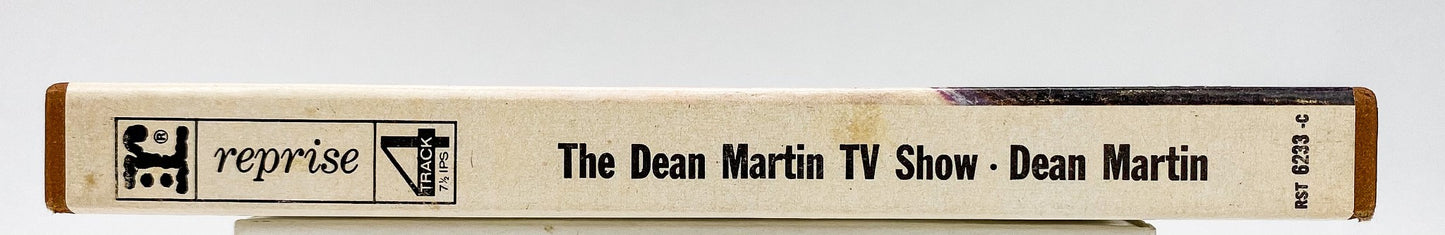 r: ®
reprise
4
TRACK
7½ IPS
The Dean Martin TV Show · Dean Martin
RST 6233 -C